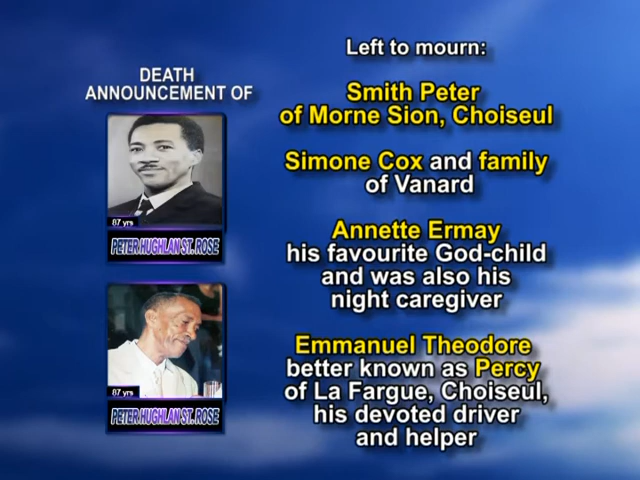 DEATH
ANNOUNCEMENT OF
87 yrs
PETER HUGHLAN ST. ROSE
87 yrs
PETER HUGHLAN ST. ROSE
Left to mourn:
Smith Peter
of Morne Sion, Choiseul
Simone Cox and family
of Vanard
Annette Ermay
his favourite God-child
and was also his
night caregiver
Emmanuel Theodore
better known as Percy
of La Fargue, Choiseul,
his devoted driver
and helper